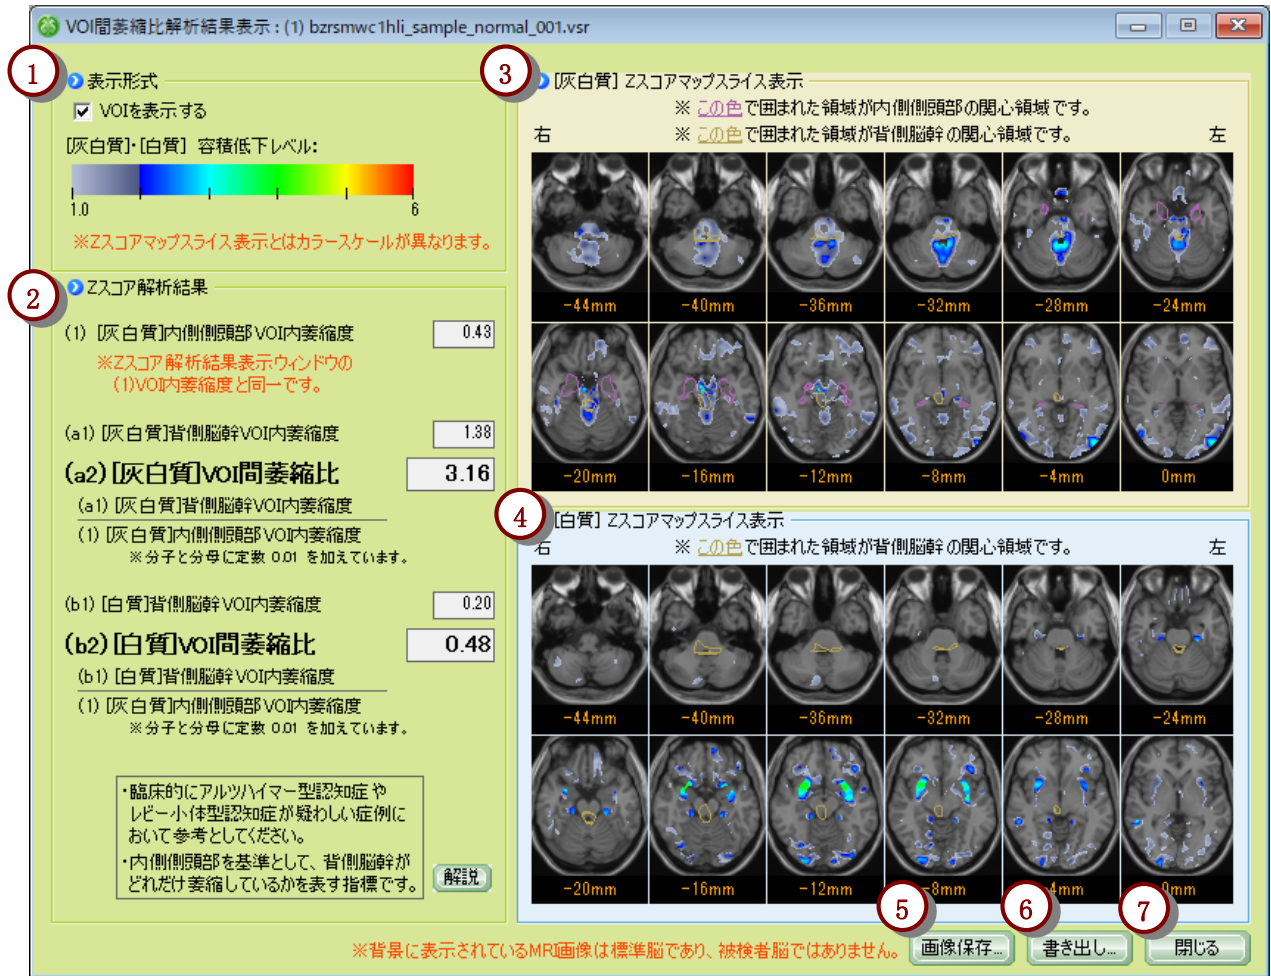 VOI間萎縮比解析結果表示 : (1) bzrsmwc1hli_sample_normal_001.vsr
1
表示形式
VOIを表示する
[灰白質]・[白質] 容積低下レベル:
1.0
6
※Zスコアマップスライス表示とはカラースケールが異なります。
2
Zスコア解析結果
(1) [灰白質]内側側頭部VOI内萎縮度
0.43
※Zスコア解析結果表示ウィンドウの
(1)VOI内萎縮度と同一です。
(a1) [灰白質]背側脳幹VOI内萎縮度
1.38
(a2) [灰白質]VOI間萎縮比
3.16
(a1) [灰白質]背側脳幹VOI内萎縮度
(1) [灰白質]内側側頭部VOI内萎縮度
※分子と分母に定数 0.01 を加えています。
(b1) [白質]背側脳幹VOI内萎縮度
0.20
(b2) [白質]VOI間萎縮比
0.48
(b1) [白質]背側脳幹VOI内萎縮度
(1) [灰白質]内側側頭部VOI内萎縮度
※分子と分母に定数 0.01 を加えています。
・臨床的にアルツハイマー型認知症や
レビー小体型認知症が疑わしい症例に
おいて参考としてください。
・内側側頭部を基準として、背側脳幹が
どれだけ萎縮しているかを表す指標です。
解説
3
[灰白質] Zスコアマップスライス表示
※ この色で囲まれた領域が内側側頭部の関心領域です。
右
※ この色で囲まれた領域が背側脳幹の関心領域です。
左
-44mm
-40mm
-36mm
-32mm
-28mm
-24mm
-20mm
-16mm
-12mm
-8mm
-4mm
0mm
4
[白質] Zスコアマップスライス表示
右
※ この色で囲まれた領域が背側脳幹の関心領域です。
左
-44mm
-40mm
-36mm
-32mm
-28mm
-24mm
-20mm
-16mm
-12mm
-8mm
-4mm
0mm
5
6
7
※背景に表示されているMRI画像は標準脳であり、被検者脳ではありません。
画像保存...
書き出し...
閉じる